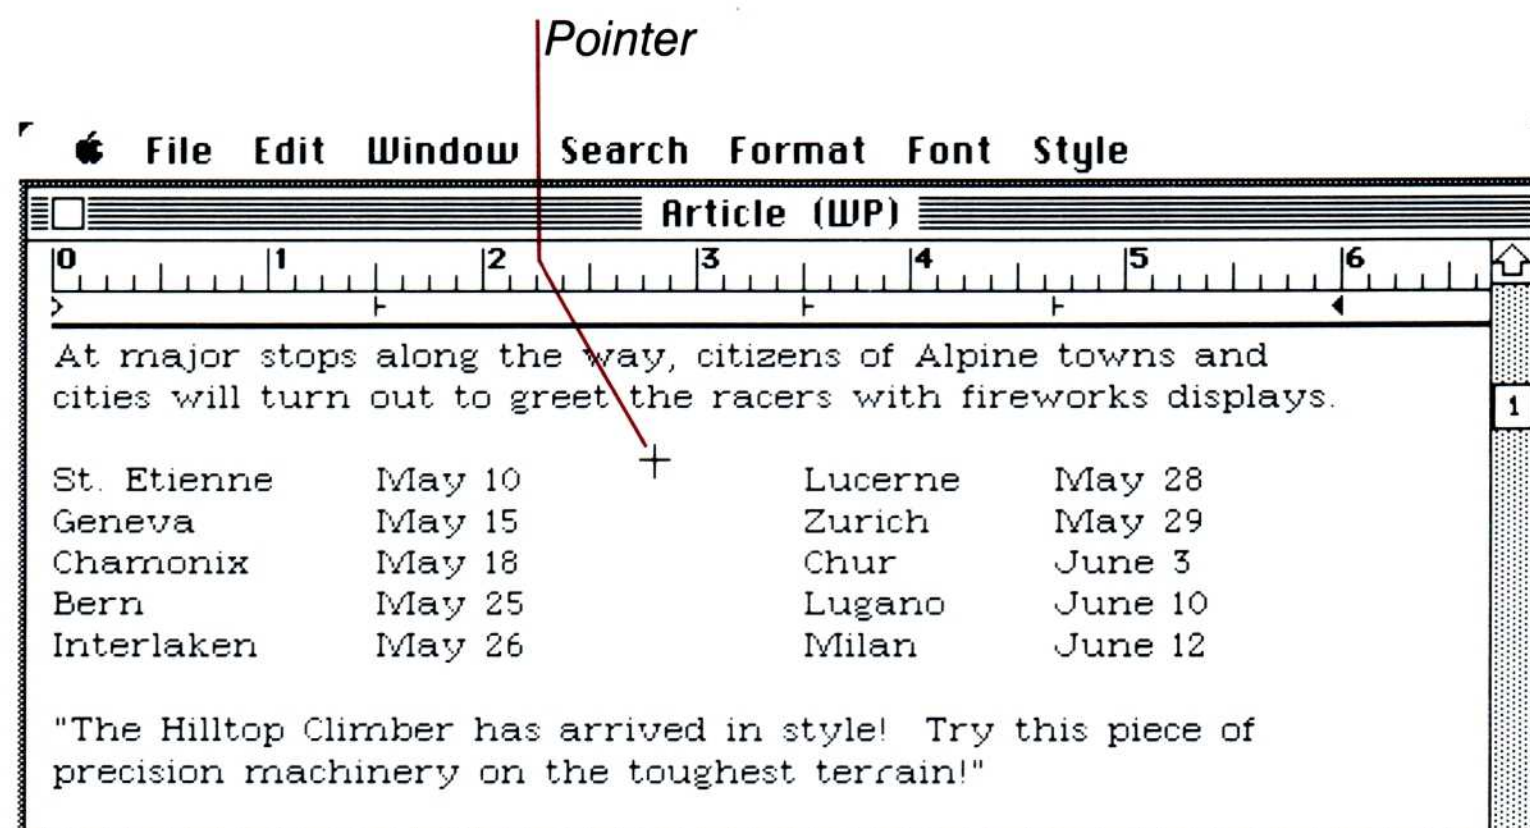 Pointer
File Edit Window Search Format Font Style
Article (WP)
0 1 2 3 4 5 6
At major stops along the way, citizens of Alpine towns and
cities will turn out to greet the racers with fireworks displays.
1
St. Etienne May 10 Lucerne May 28
Geneva May 15 Zurich May 29
Chamonix May 18 Chur June 3
Bern May 25 Lugano June 10
Interlaken May 26 Milan June 12
"The Hilltop Climber has arrived in style! Try this piece of
precision machinery on the toughest terrain!"